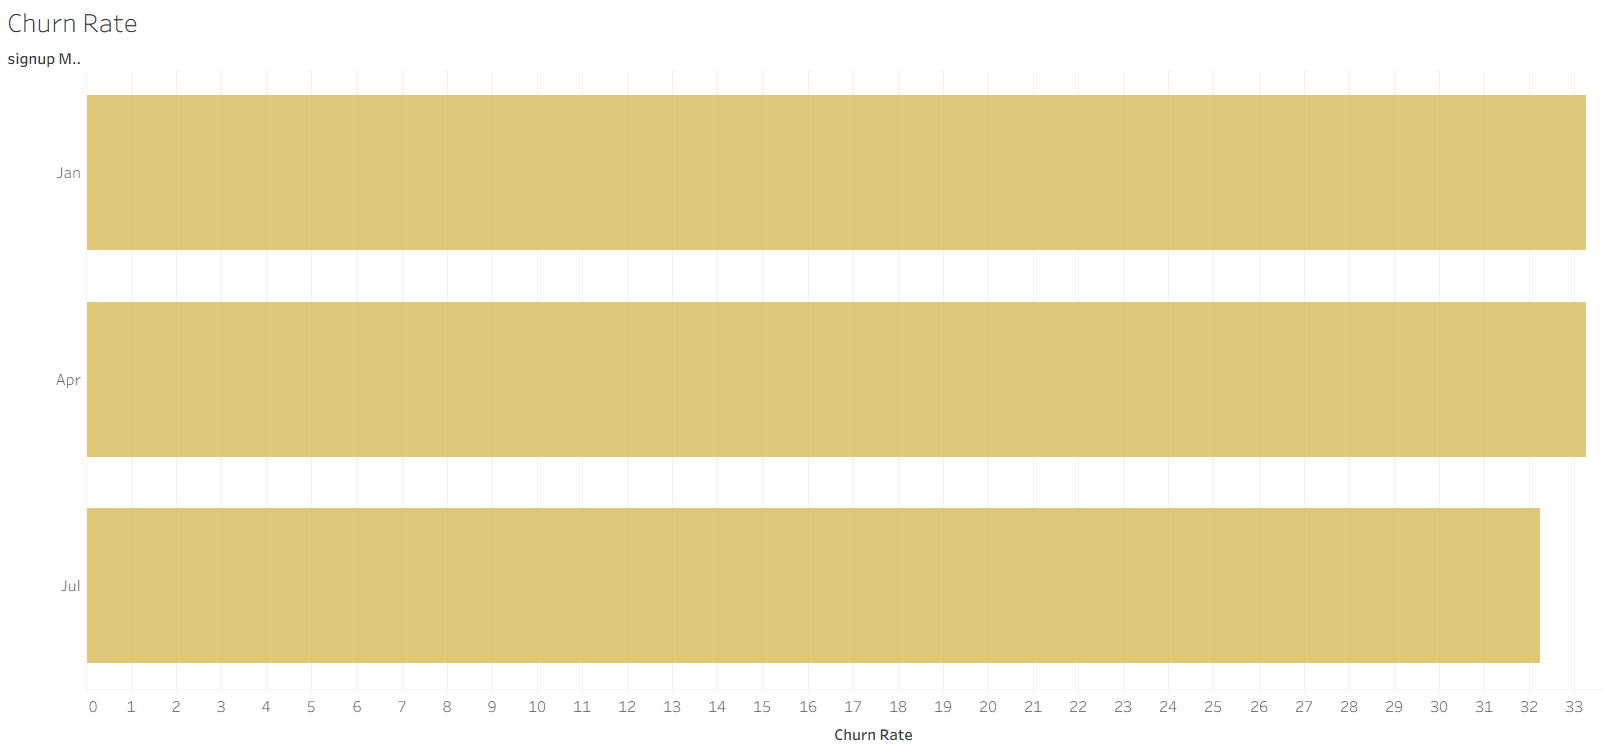 Churn Rate
signup M..
Jan
Apr
Jul
0 1 2 3 4 5 6 7 8 9 10 11 12 13 14 15 16 17 18 19 20 21 22 23 24 25 26 27 28 29 30 31 32 33
Churn Rate